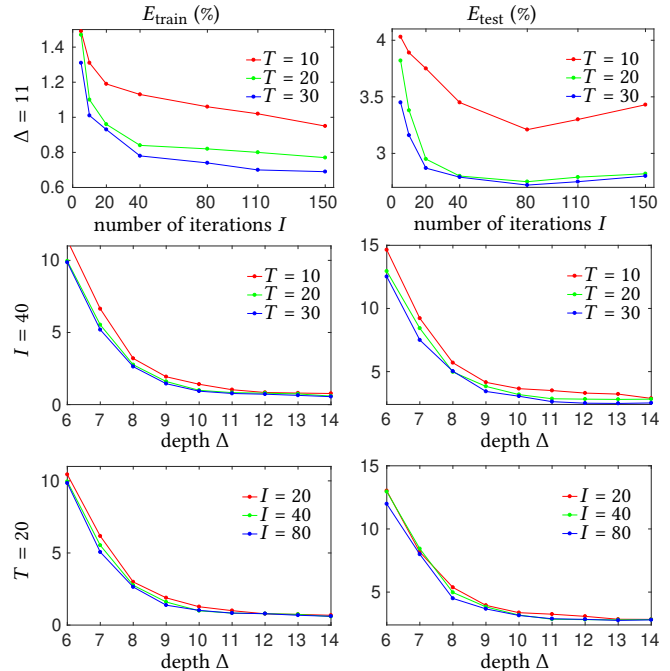 E_train (%) E_test (%)
Δ = 11
1.4
1.2
1
0.8
0.6
T = 10
T = 20
T = 30
0 10 20 40 80 110 150
number of iterations I
4
3.5
3
T = 10
T = 20
T = 30
0 10 20 40 80 110 150
number of iterations I
I = 40
10
5
0
T = 10
T = 20
T = 30
6 7 8 9 10 11 12 13 14
depth Δ
15
10
5
T = 10
T = 20
T = 30
6 7 8 9 10 11 12 13 14
depth Δ
T = 20
10
5
0
I = 20
I = 40
I = 80
6 7 8 9 10 11 12 13 14
depth Δ
15
10
5
I = 20
I = 40
I = 80
6 7 8 9 10 11 12 13 14
depth Δ